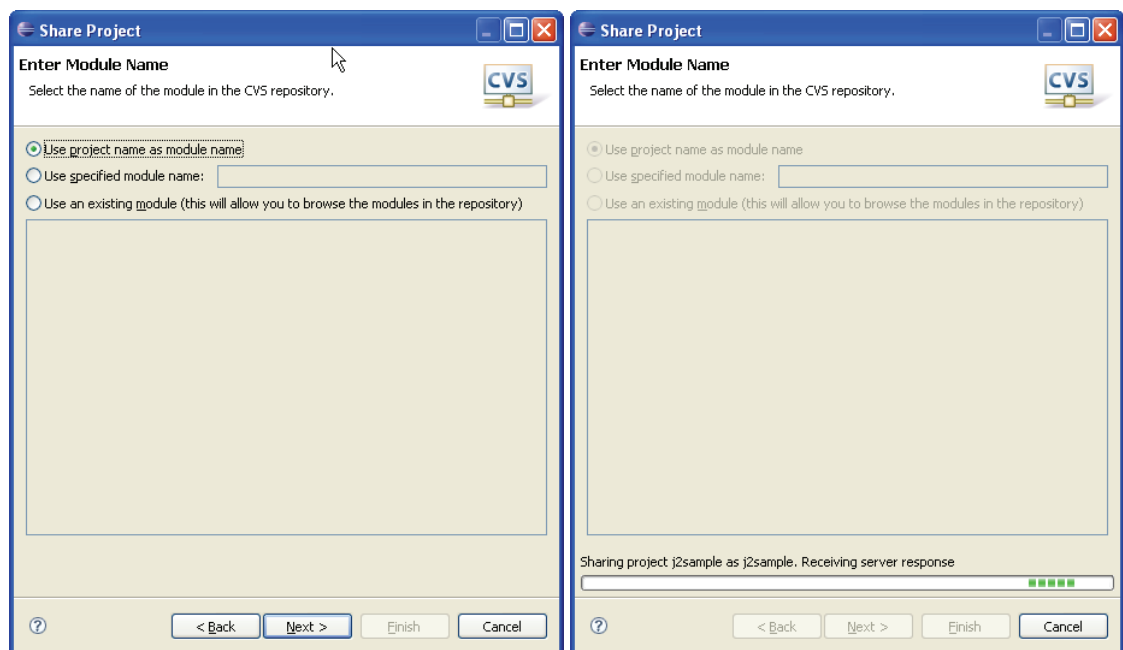 Share Project
Enter Module Name
Select the name of the module in the CVS repository.
CVS
Use project name as module name
Use specified module name:
Use an existing module (this will allow you to browse the modules in the repository)
?
< Back
Next >
Finish
Cancel
Share Project
Enter Module Name
Select the name of the module in the CVS repository.
CVS
Use project name as module name
Use specified module name:
Use an existing module (this will allow you to browse the modules in the repository)
Sharing project j2sample as j2sample. Receiving server response
?
< Back
Next >
Finish
Cancel